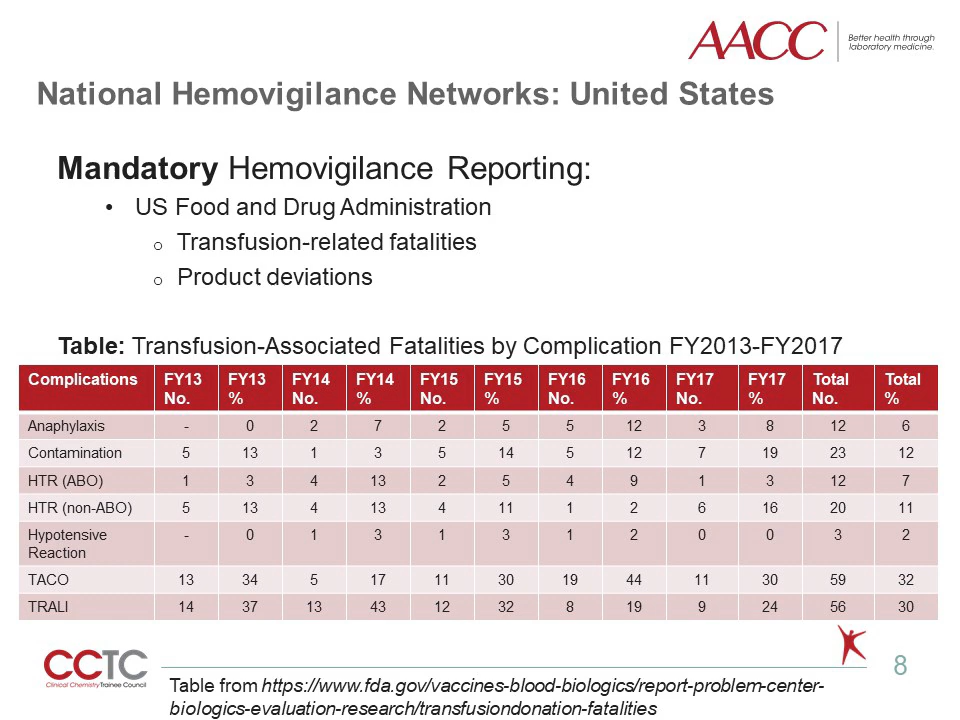 AACC
Better health through
laboratory medicine.
National Hemovigilance Networks: United States
Mandatory Hemovigilance Reporting:
• US Food and Drug Administration
o Transfusion-related fatalities
o Product deviations
Table: Transfusion-Associated Fatalities by Complication FY2013-FY2017
Complications FY13 No. FY13 % FY14 No. FY14 % FY15 No. FY15 % FY16 No. FY16 % FY17 No. FY17 % Total No. Total %
Anaphylaxis - 0 2 7 2 5 5 12 3 8 12 6
Contamination 5 13 1 3 5 14 5 12 7 19 23 12
HTR (ABO) 1 3 4 13 2 5 4 9 1 3 12 7
HTR (non-ABO) 5 13 4 13 4 11 1 2 6 16 20 11
Hypotensive Reaction - 0 1 3 1 3 1 2 0 0 3 2
TACO 13 34 5 17 11 30 19 44 11 30 59 32
TRALI 14 37 13 43 12 32 8 19 9 24 56 30
CCTC
Clinical Chemistry Trainee Council
8
Table from https://www.fda.gov/vaccines-blood-biologics/report-problem-center-
biologics-evaluation-research/transfusiondonation-fatalities